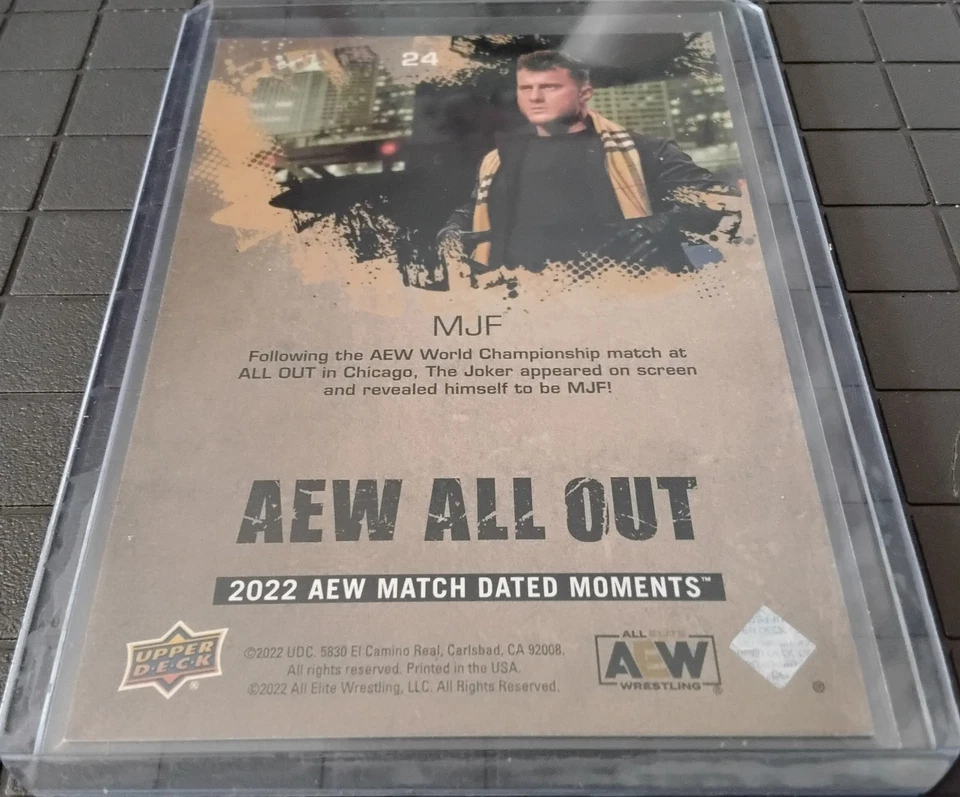 24
MJF
Following the AEW World Championship match at
ALL OUT in Chicago, The Joker appeared on screen
and revealed himself to be MJF!
AEW ALL OUT
2022 AEW MATCH DATED MOMENTS™
UPPER
D·E·C·K
®
©2022 UDC. 5830 El Camino Real, Carlsbad, CA 92008.
All rights reserved. Printed in the USA.
©2022 All Elite Wrestling, LLC. All Rights Reserved.
ALL ELITE
AEW
WRESTLING®